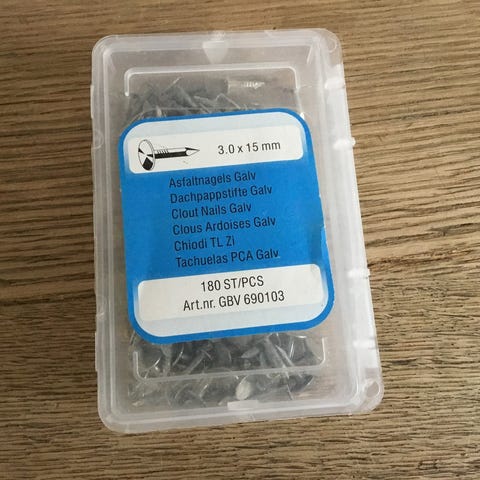 3.0 x 15 mm
Asfaltnagels Galv
Dachpappstifte Galv
Clout Nails Galv
Clous Ardoises Galv
Chiodi TL Zi
Tachuelas PCA Galv
180 ST/PCS
Art.nr. GBV 690103